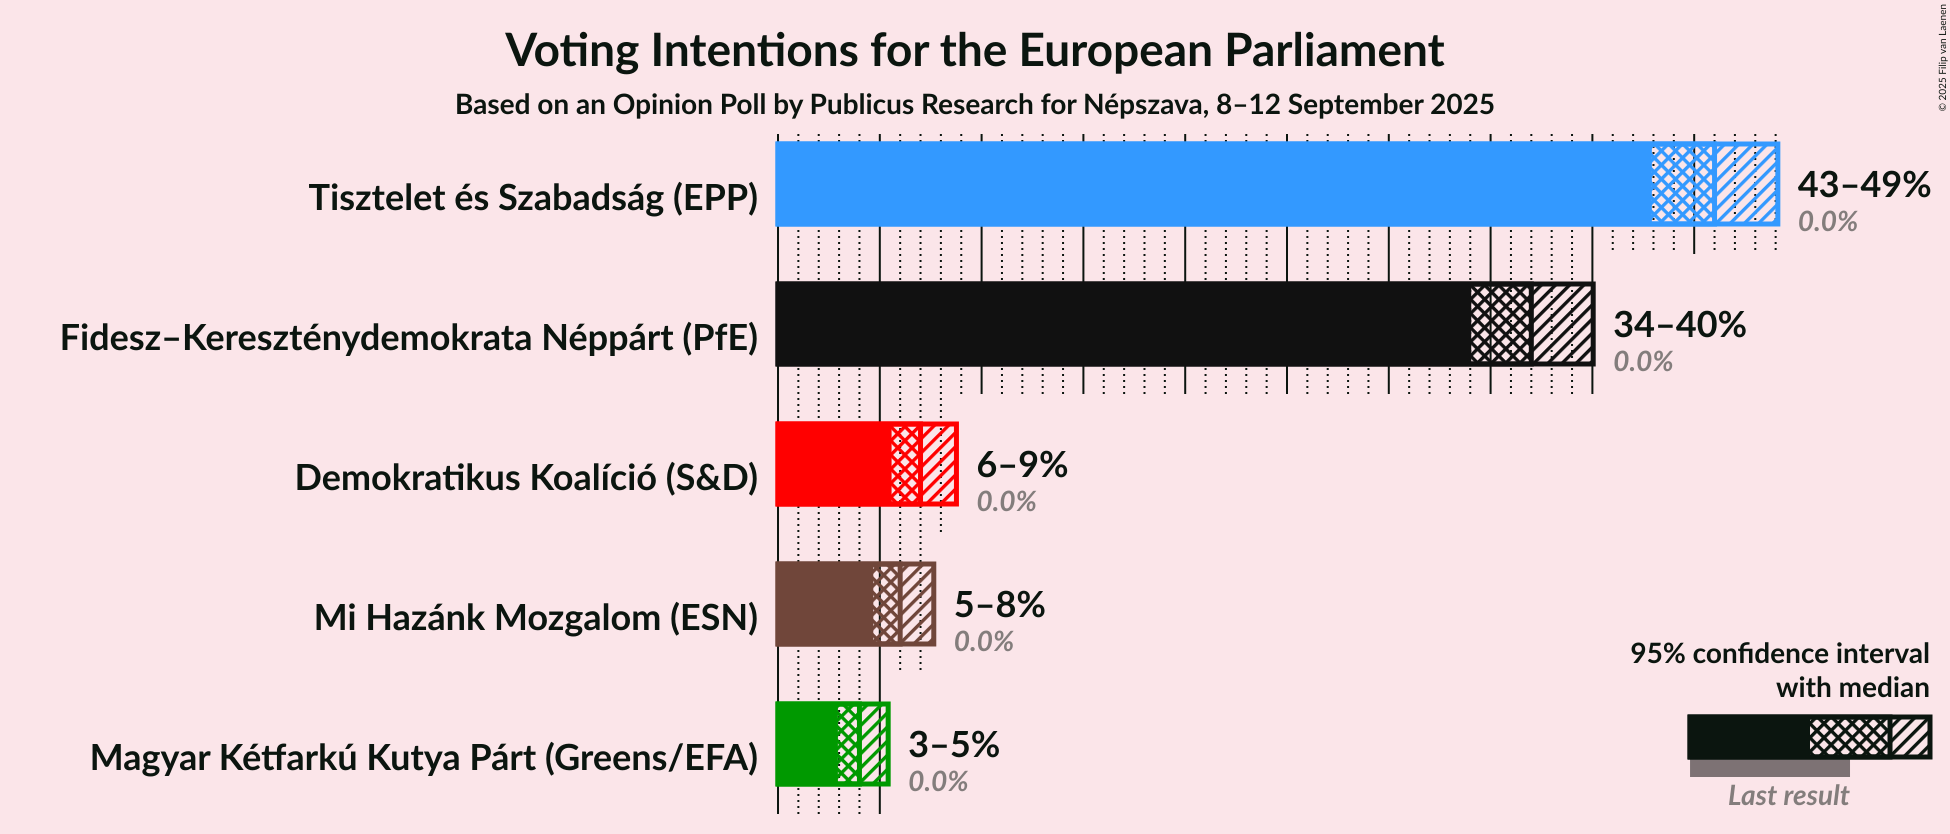 Voting Intentions for the European Parliament
Based on an Opinion Poll by Publicus Research for Népszava, 8–12 September 2025
© 2025 Filip van Laenen
Tisztelet és Szabadság (EPP)
43–49%
0.0%
Fidesz–Kereszténydemokrata Néppárt (PfE)
34–40%
0.0%
Demokratikus Koalíció (S&D)
6–9%
0.0%
Mi Hazánk Mozgalom (ESN)
5–8%
0.0%
Magyar Kétfarkú Kutya Párt (Greens/EFA)
3–5%
0.0%
95% confidence interval
with median
Last result